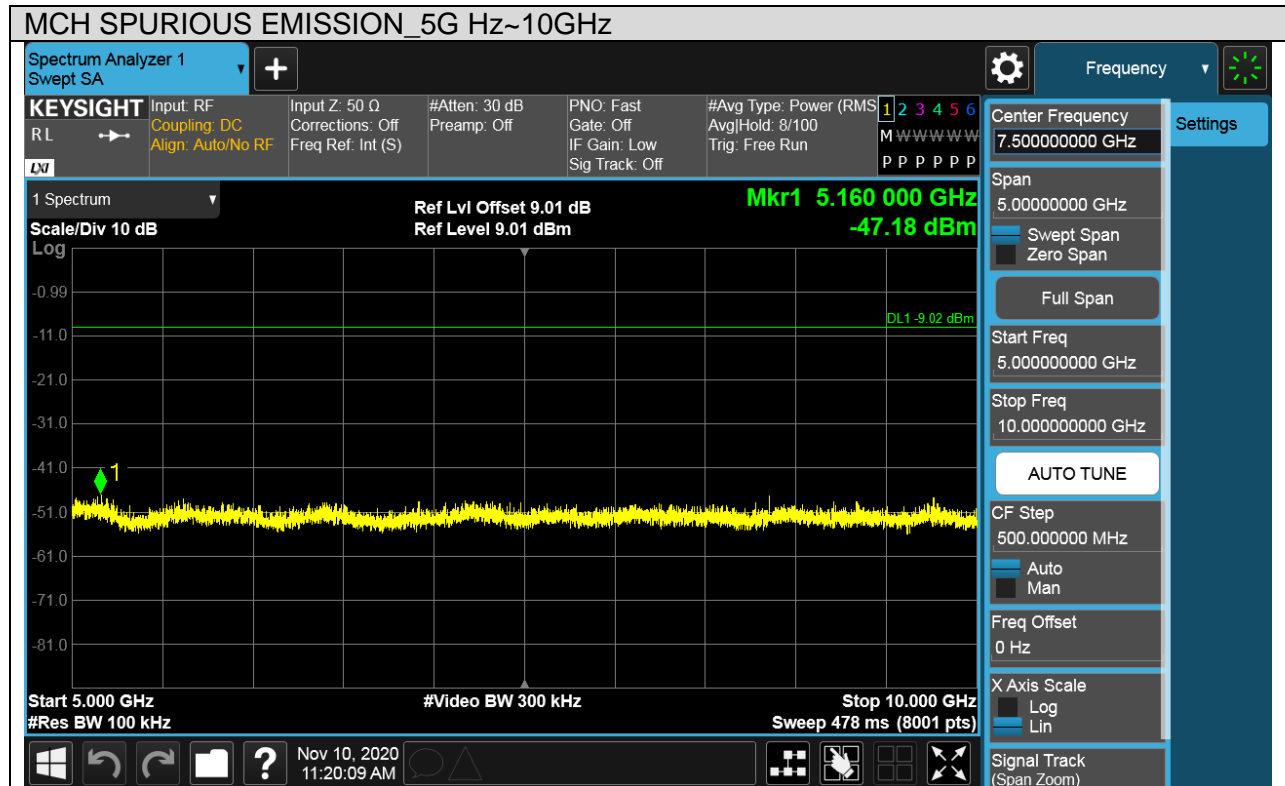 MCH SPURIOUS EMISSION_5G Hz~10GHz
Spectrum Analyzer 1
Swept SA
+
Frequency
KEYSIGHT
RL
LXI
Input: RF
Coupling: DC
Align: Auto/No RF
Input Z: 50 Ω
Corrections: Off
Freq Ref: Int (S)
#Atten: 30 dB
Preamp: Off
PNO: Fast
Gate: Off
IF Gain: Low
Sig Track: Off
#Avg Type: Power (RMS
Avg|Hold: 8/100
Trig: Free Run
1 2 3 4 5 6
M W W W W W
P P P P P P
1 Spectrum
Scale/Div 10 dB
Log
Ref Lvl Offset 9.01 dB
Ref Level 9.01 dBm
Mkr1 5.160 000 GHz
-47.18 dBm
-0.99
DL1 -9.02 dBm
-11.0
-21.0
-31.0
-41.0
1
-51.0
-61.0
-71.0
-81.0
Start 5.000 GHz
#Res BW 100 kHz
#Video BW 300 kHz
Stop 10.000 GHz
Sweep 478 ms (8001 pts)
?
Nov 10, 2020
11:20:09 AM
Center Frequency
7.500000000 GHz
Settings
Span
5.00000000 GHz
Swept Span
Zero Span
Full Span
Start Freq
5.000000000 GHz
Stop Freq
10.000000000 GHz
AUTO TUNE
CF Step
500.000000 MHz
Auto
Man
Freq Offset
0 Hz
X Axis Scale
Log
Lin
Signal Track
(Span Zoom)